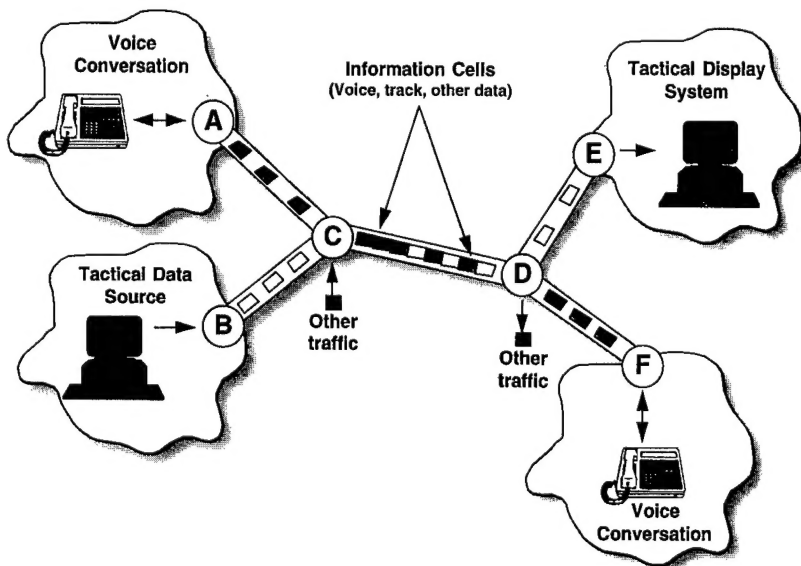 Voice
Conversation
A
Information Cells
(Voice, track, other data)
Tactical Display
System
E
C
D
Tactical Data
Source
B
Other
traffic
Other
traffic
F
Voice
Conversation